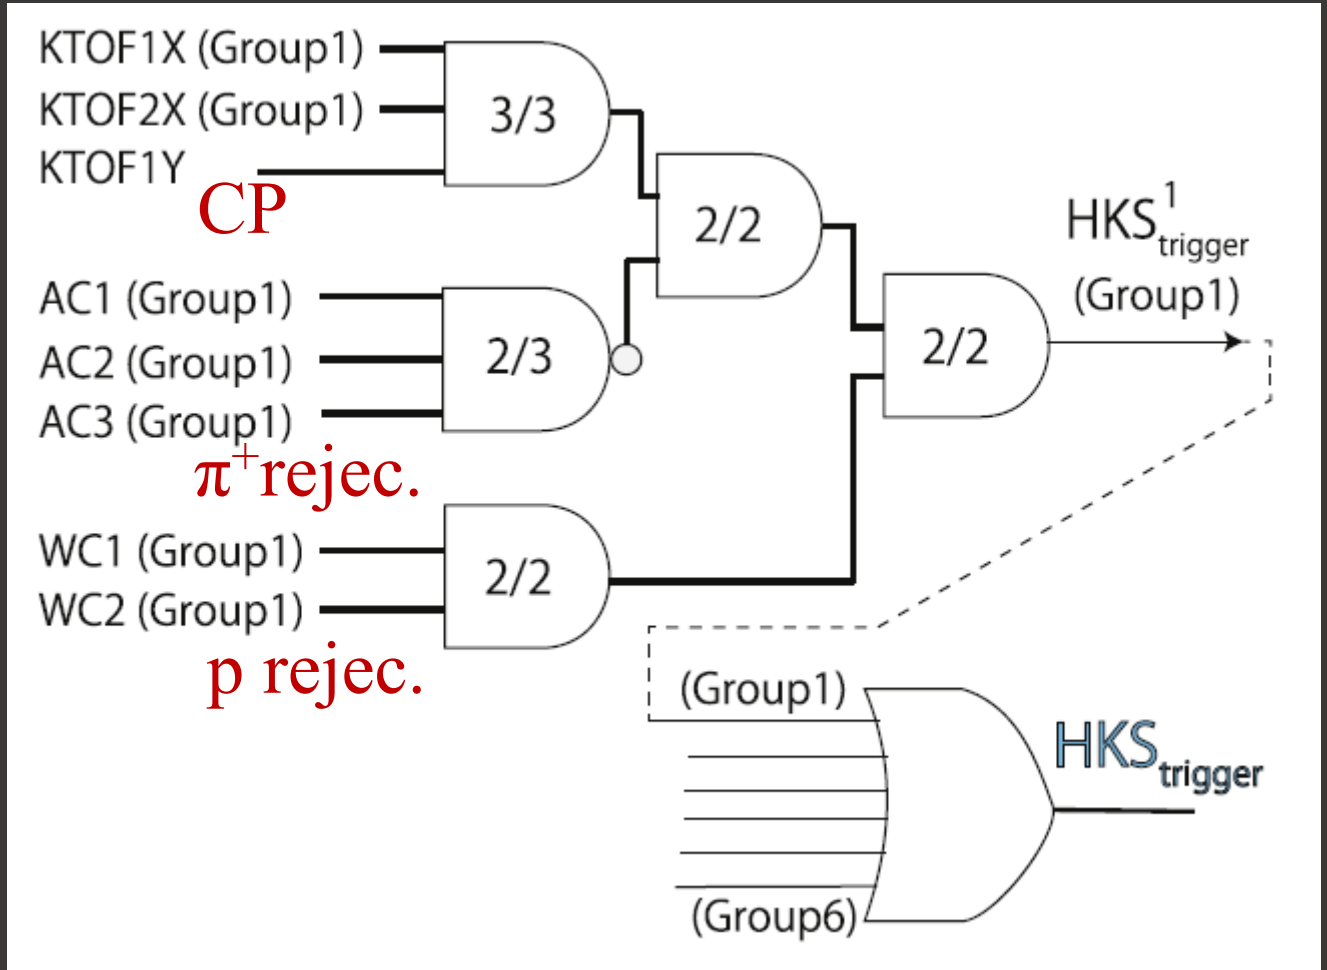 KTOF1X (Group1)
KTOF2X (Group1)
KTOF1Y
CP
3/3
2/2
AC1 (Group1)
AC2 (Group1)
AC3 (Group1)
2/3
π⁺rejec.
WC1 (Group1)
WC2 (Group1)
2/2
p rejec.
2/2
HKS¹trigger
(Group1)
(Group1)
(Group6)
HKStrigger